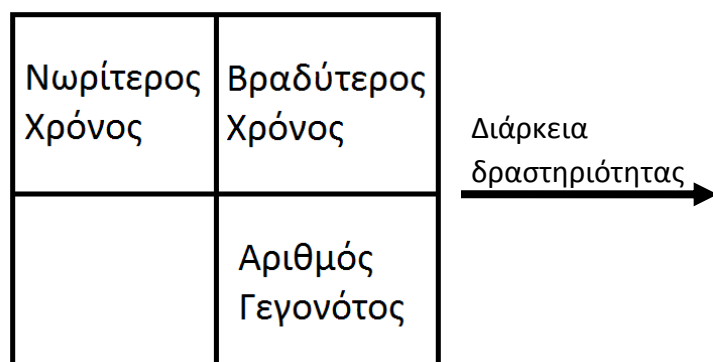 Νωρίτερος
Χρόνος
Βραδύτερος
Χρόνος
Διάρκεια
δραστηριότητας
Αριθμός
Γεγονότος